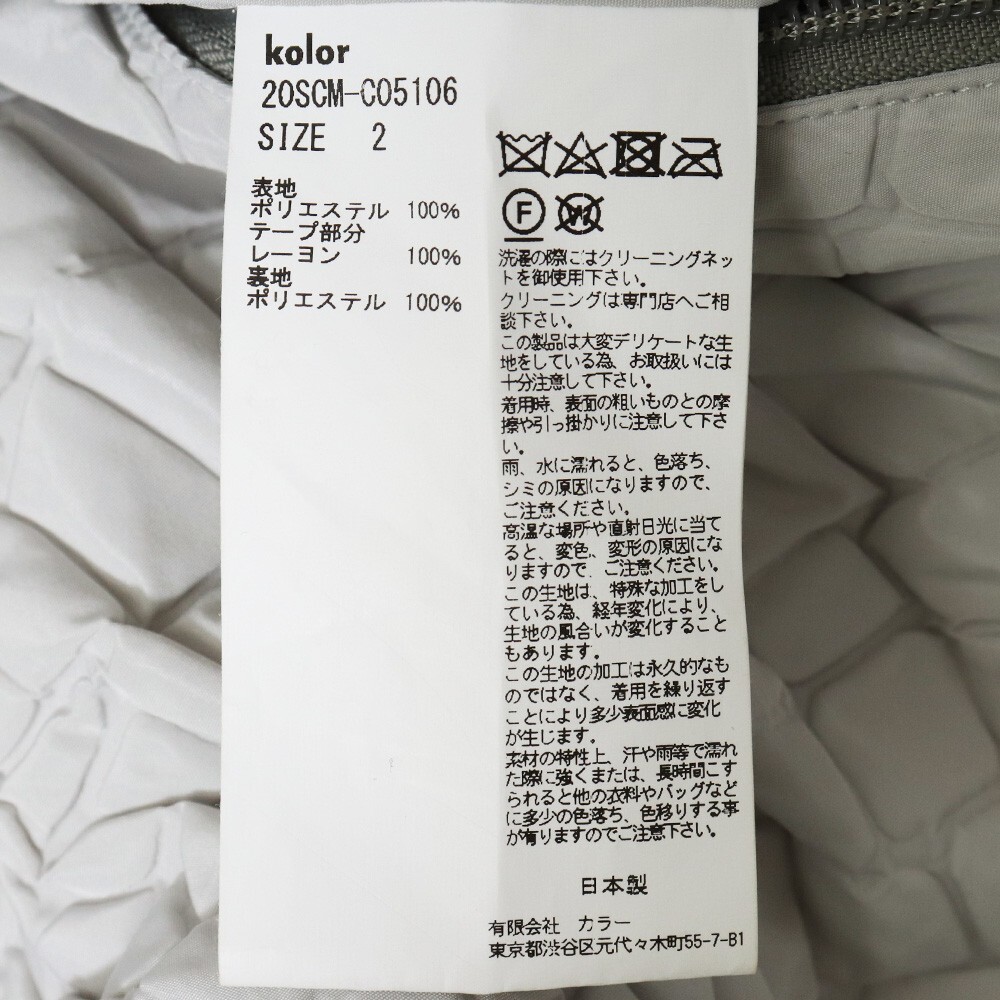 kolor
20SCM-C05106
SIZE 2
表地
ポリエステル 100%
テープ部分
レーヨン 100%
裏地
ポリエステル 100%
F
W
洗濯の際にはクリーニングネッ
トを御使用下さい。
クリーニングは専門店へご相
談下さい。
この製品は大変デリケートな生
地をしている為、お取扱いには
十分注意して下さい。
着用時、表面の粗いものとの摩
擦や引っ掛かりに注意して下さ
い。
雨、水に濡れると、色落ち、
シミの原因になりますので、
ご注意ください。
高温な場所や直射日光に当て
ると、変色、変形の原因にな
りますので、ご注意ください。
この生地は、特殊な加工をし
ている為、経年変化により、
生地の風合いが変化すること
もあります。
この生地の加工は永久的なも
のではなく、着用を繰り返す
ことにより多少表面感に変化
が生じます。
素材の特性上、汗や雨等で濡れ
た際に強くまたは、長時間こす
られると他の衣料やバッグなど
に多少の色落ち、色移りする事
が有りますのでご注意下さい。
日本製
有限会社 カラー
東京都渋谷区元代々木町55-7-B1